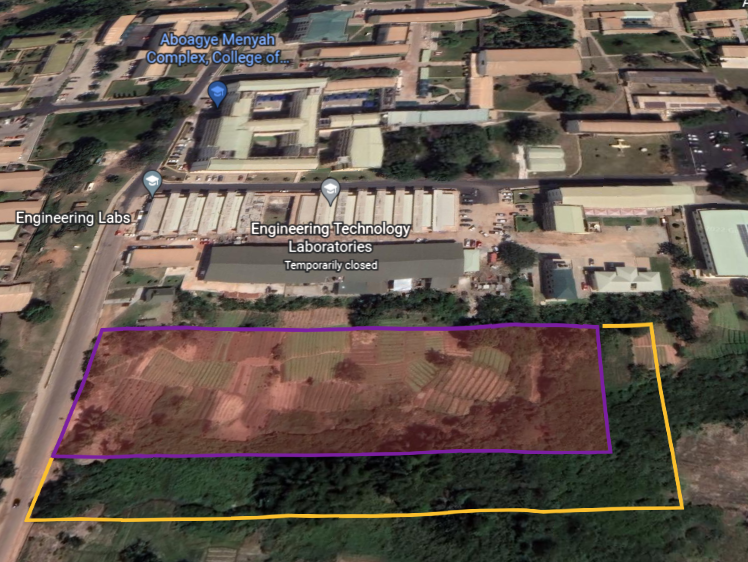 Aboagye Menyah
Complex, College of...
Engineering Labs
Engineering Technology
Laboratories
Temporarily closed